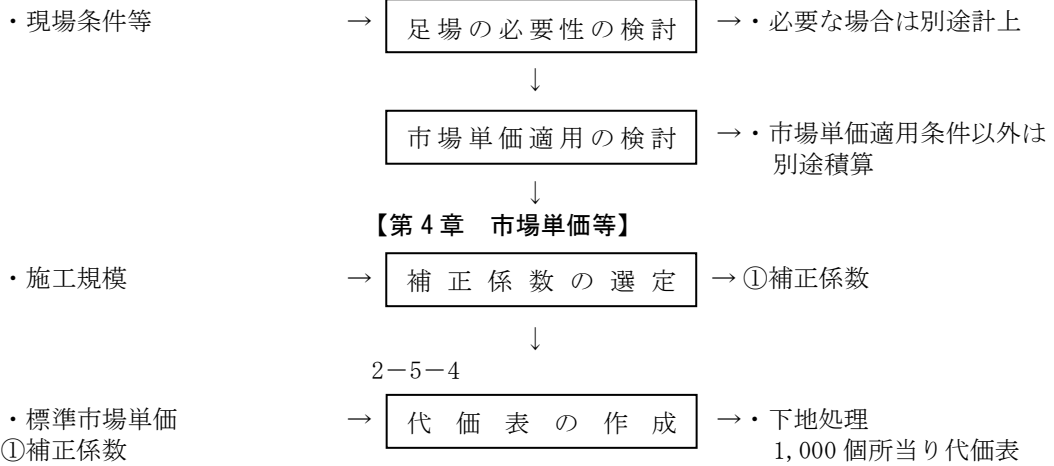 ・現場条件等 → 足場の必要性の検討 →・必要な場合は別途計上
↓
市場単価適用の検討 →・市場単価適用条件以外は
別途積算
↓
【第4章 市場単価等】
・施工規模 → 補正係数の選定 →①補正係数
↓
2-5-4
・標準市場単価 → 代価表の作成 →・下地処理
①補正係数 1,000個所当り代価表